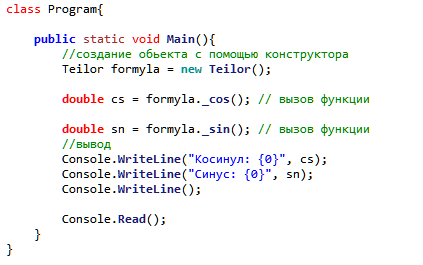 class Program{
public static void Main(){
//создание обьекта с помощью конструктора
Teilor formyla = new Teilor();
double cs = formyla._cos(); // вызов функции
double sn = formyla._sin(); // вызов функции
//вывод
Console.WriteLine("Косинул: {0}", cs);
Console.WriteLine("Синус: {0}", sn);
Console.WriteLine();
Console.Read();
}
}